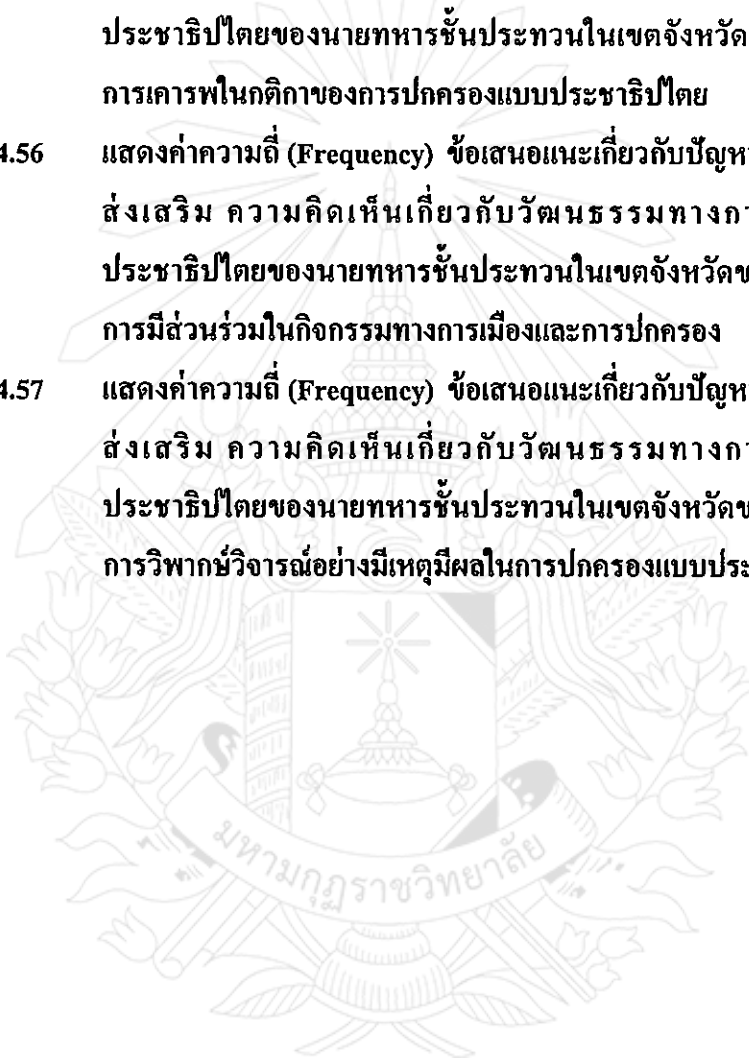 ประชาธิปไตยของนายทหารชั้นประทวนในเขตจังหวัด
การเคารพในกติกาของการปกครองแบบประชาธิปไตย
4.56 แสดงค่าความถี่ (Frequency) ข้อเสนอแนะเกี่ยวกับปัญห
ส่งเสริม ความคิดเห็นเกี่ยวกับวัฒนธรรมทางกา
ประชาธิปไตยของนายทหารชั้นประทวนในเขตจังหวัดข
การมีส่วนร่วมในกิจกรรมทางการเมืองและการปกครอง
4.57 แสดงค่าความถี่ (Frequency) ข้อเสนอแนะเกี่ยวกับปัญห
ส่งเสริม ความคิดเห็นเกี่ยวกับวัฒนธรรมทางกา
ประชาธิปไตยของนายทหารชั้นประทวนในเขตจังหวัดข
การวิพากษ์วิจารณ์อย่างมีเหตุมีผลในการปกครองแบบประ
มหามกุฏราชวิทยาลัย